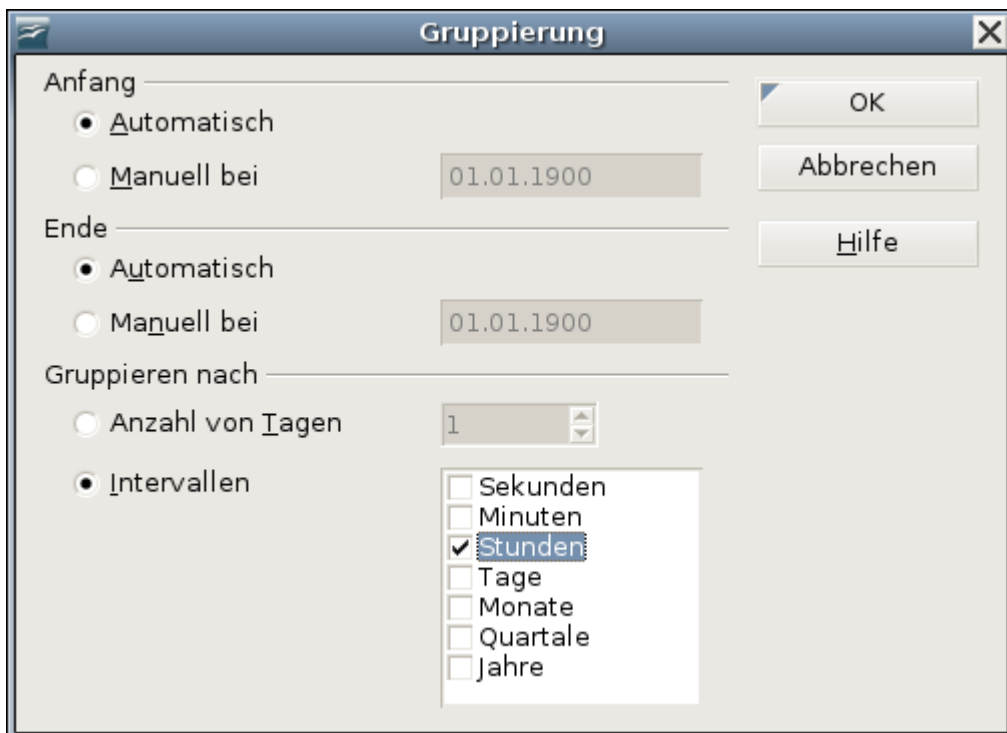 Gruppierung
Anfang
Automatisch
Manuell bei 01.01.1900
Ende
Automatisch
Manuell bei 01.01.1900
Gruppieren nach
Anzahl von Tagen 1
Intervallen
Sekunden
Minuten
Stunden
Tage
Monate
Quartale
Jahre
OK
Abbrechen
Hilfe